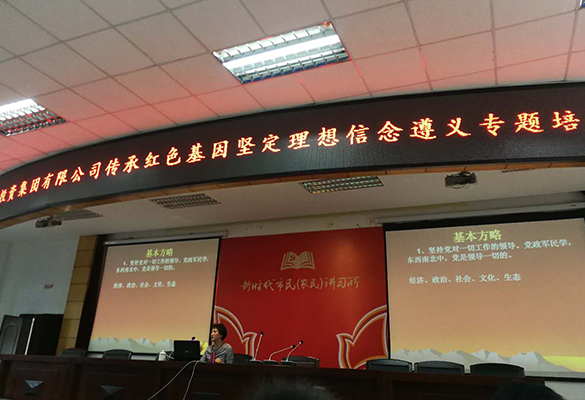 投资集团有限公司传承红色基因坚定理想信念遵义专题培
基本方略
1、坚持党对一切工作的领导。党政军民学，
东西南北中，党是领导一切的。
经济、政治、社会、文化、生态
新时代市民(农民)讲习所
基本方略
1、坚持党对一切工作的领导。党政军民学，
东西南北中，党是领导一切的。
经济、政治、社会、文化、生态